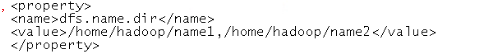 , <property>
<name>dfs.name.dir</name>
<value>/home/hadoop/name1,/home/hadoop/name2</value>
</property>